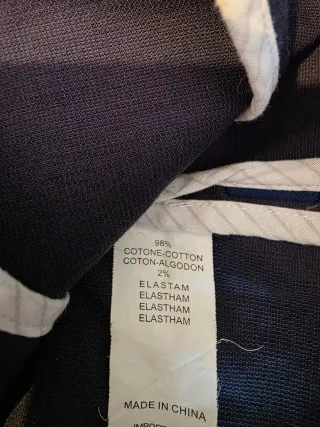 98%
COTONE-COTTON
COTON-ALGODON
2%
ELASTAM
ELASTHAM
ELASTHAM
ELASTHAM
MADE IN CHINA